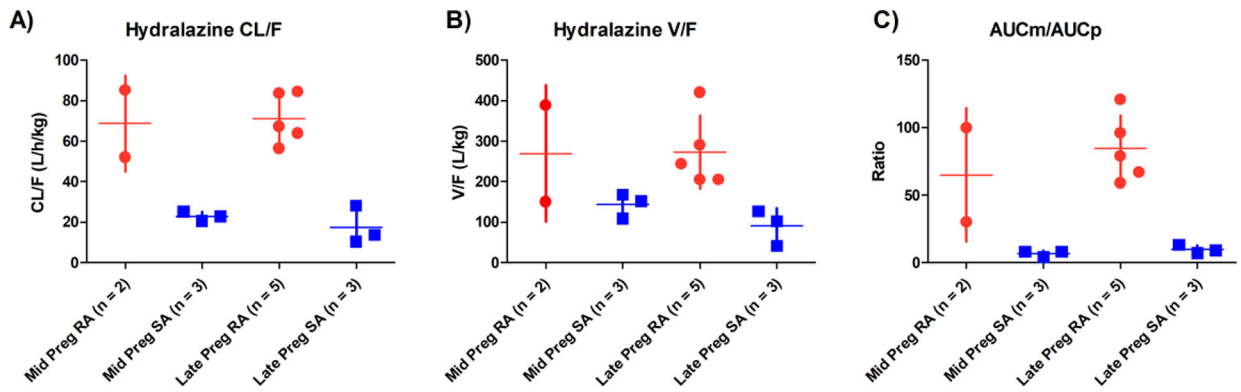 A)
Hydralazine CL/F
CL/F (L/h/kg)
100
80
60
40
20
0
Mid Preg RA (n = 2)
Mid Preg SA (n = 3)
Late Preg RA (n = 5)
Late Preg SA (n = 3)
B)
Hydralazine V/F
V/F (L/kg)
500
400
300
200
100
0
Mid Preg RA (n = 2)
Mid Preg SA (n = 3)
Late Preg RA (n = 5)
Late Preg SA (n = 3)
C)
AUCm/AUCp
Ratio
150
100
50
0
Mid Preg RA (n = 2)
Mid Preg SA (n = 3)
Late Preg RA (n = 5)
Late Preg SA (n = 3)